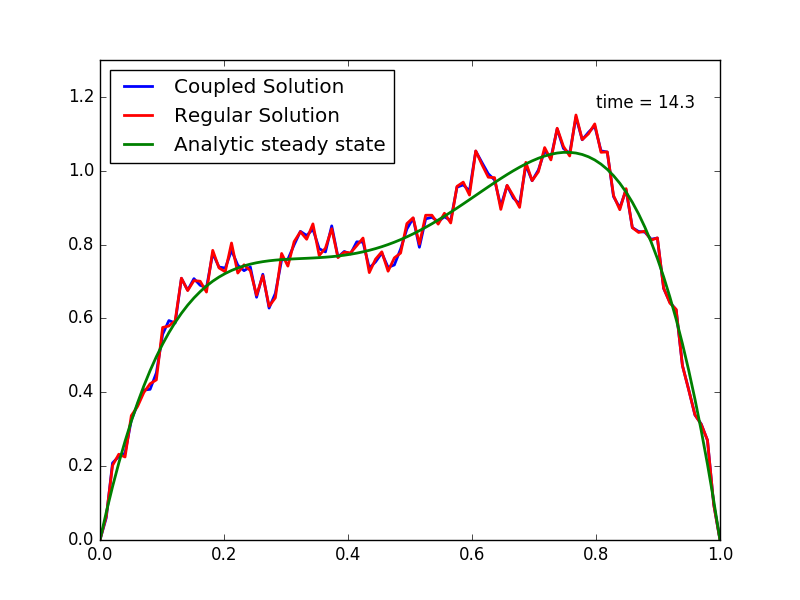 Coupled Solution
Regular Solution
Analytic steady state
time = 14.3
1.2
1.0
0.8
0.6
0.4
0.2
0.0
0.0 0.2 0.4 0.6 0.8 1.0